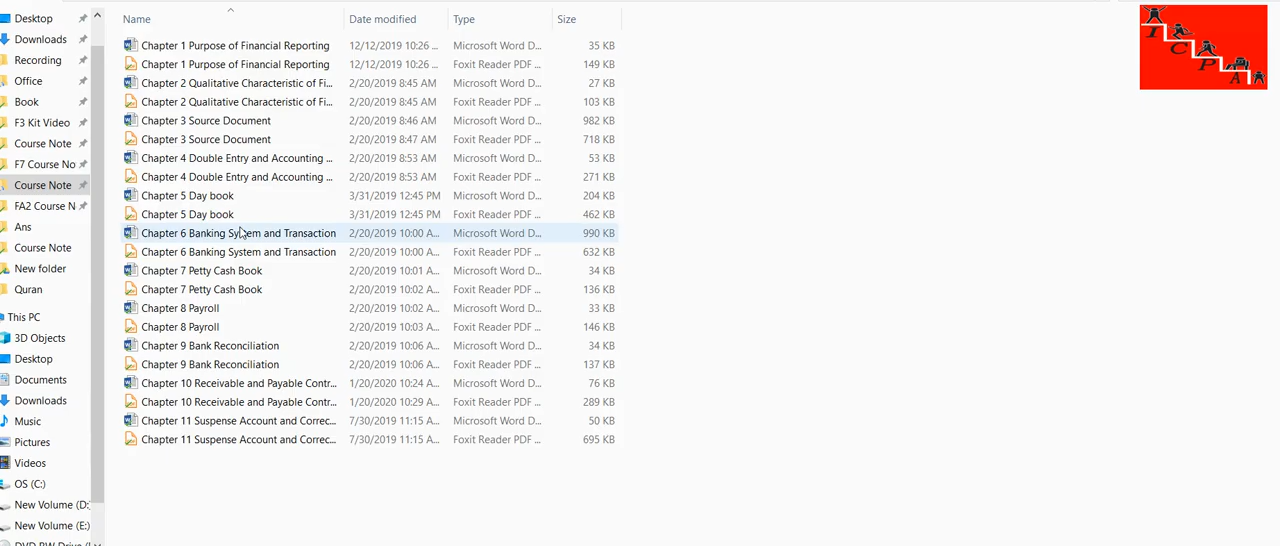 Name Date modified Type Size
Desktop
Downloads
Recording
Office
Book
F3 Kit Video
Course Note
F7 Course No
Course Note
FA2 Course N
Ans
Course Note
New folder
Quran
This PC
3D Objects
Desktop
Documents
Downloads
Music
Pictures
Videos
OS (C:)
New Volume (D:
New Volume (E:)
Chapter 1 Purpose of Financial Reporting 12/12/2019 10:26 ... Microsoft Word D... 35 KB
Chapter 1 Purpose of Financial Reporting 12/12/2019 10:26 ... Foxit Reader PDF ... 149 KB
Chapter 2 Qualitative Characteristic of Fi... 2/20/2019 8:45 AM Microsoft Word D... 27 KB
Chapter 2 Qualitative Characteristic of Fi... 2/20/2019 8:45 AM Foxit Reader PDF ... 103 KB
Chapter 3 Source Document 2/20/2019 8:46 AM Microsoft Word D... 982 KB
Chapter 3 Source Document 2/20/2019 8:47 AM Foxit Reader PDF ... 718 KB
Chapter 4 Double Entry and Accounting ... 2/20/2019 8:53 AM Microsoft Word D... 53 KB
Chapter 4 Double Entry and Accounting ... 2/20/2019 8:53 AM Foxit Reader PDF ... 271 KB
Chapter 5 Day book 3/31/2019 12:45 PM Microsoft Word D... 204 KB
Chapter 5 Day book 3/31/2019 12:45 PM Foxit Reader PDF ... 462 KB
Chapter 6 Banking System and Transaction 2/20/2019 10:00 A... Microsoft Word D... 990 KB
Chapter 6 Banking System and Transaction 2/20/2019 10:00 A... Foxit Reader PDF ... 632 KB
Chapter 7 Petty Cash Book 2/20/2019 10:01 A... Microsoft Word D... 34 KB
Chapter 7 Petty Cash Book 2/20/2019 10:02 A... Foxit Reader PDF ... 136 KB
Chapter 8 Payroll 2/20/2019 10:02 A... Microsoft Word D... 33 KB
Chapter 8 Payroll 2/20/2019 10:03 A... Foxit Reader PDF ... 146 KB
Chapter 9 Bank Reconciliation 2/20/2019 10:06 A... Microsoft Word D... 34 KB
Chapter 9 Bank Reconciliation 2/20/2019 10:06 A... Foxit Reader PDF ... 137 KB
Chapter 10 Receivable and Payable Contr... 1/20/2020 10:24 A... Microsoft Word D... 76 KB
Chapter 10 Receivable and Payable Contr... 1/20/2020 10:29 A... Foxit Reader PDF ... 289 KB
Chapter 11 Suspense Account and Correc... 7/30/2019 11:15 A... Microsoft Word D... 50 KB
Chapter 11 Suspense Account and Correc... 7/30/2019 11:15 A... Foxit Reader PDF ... 695 KB
I C P A